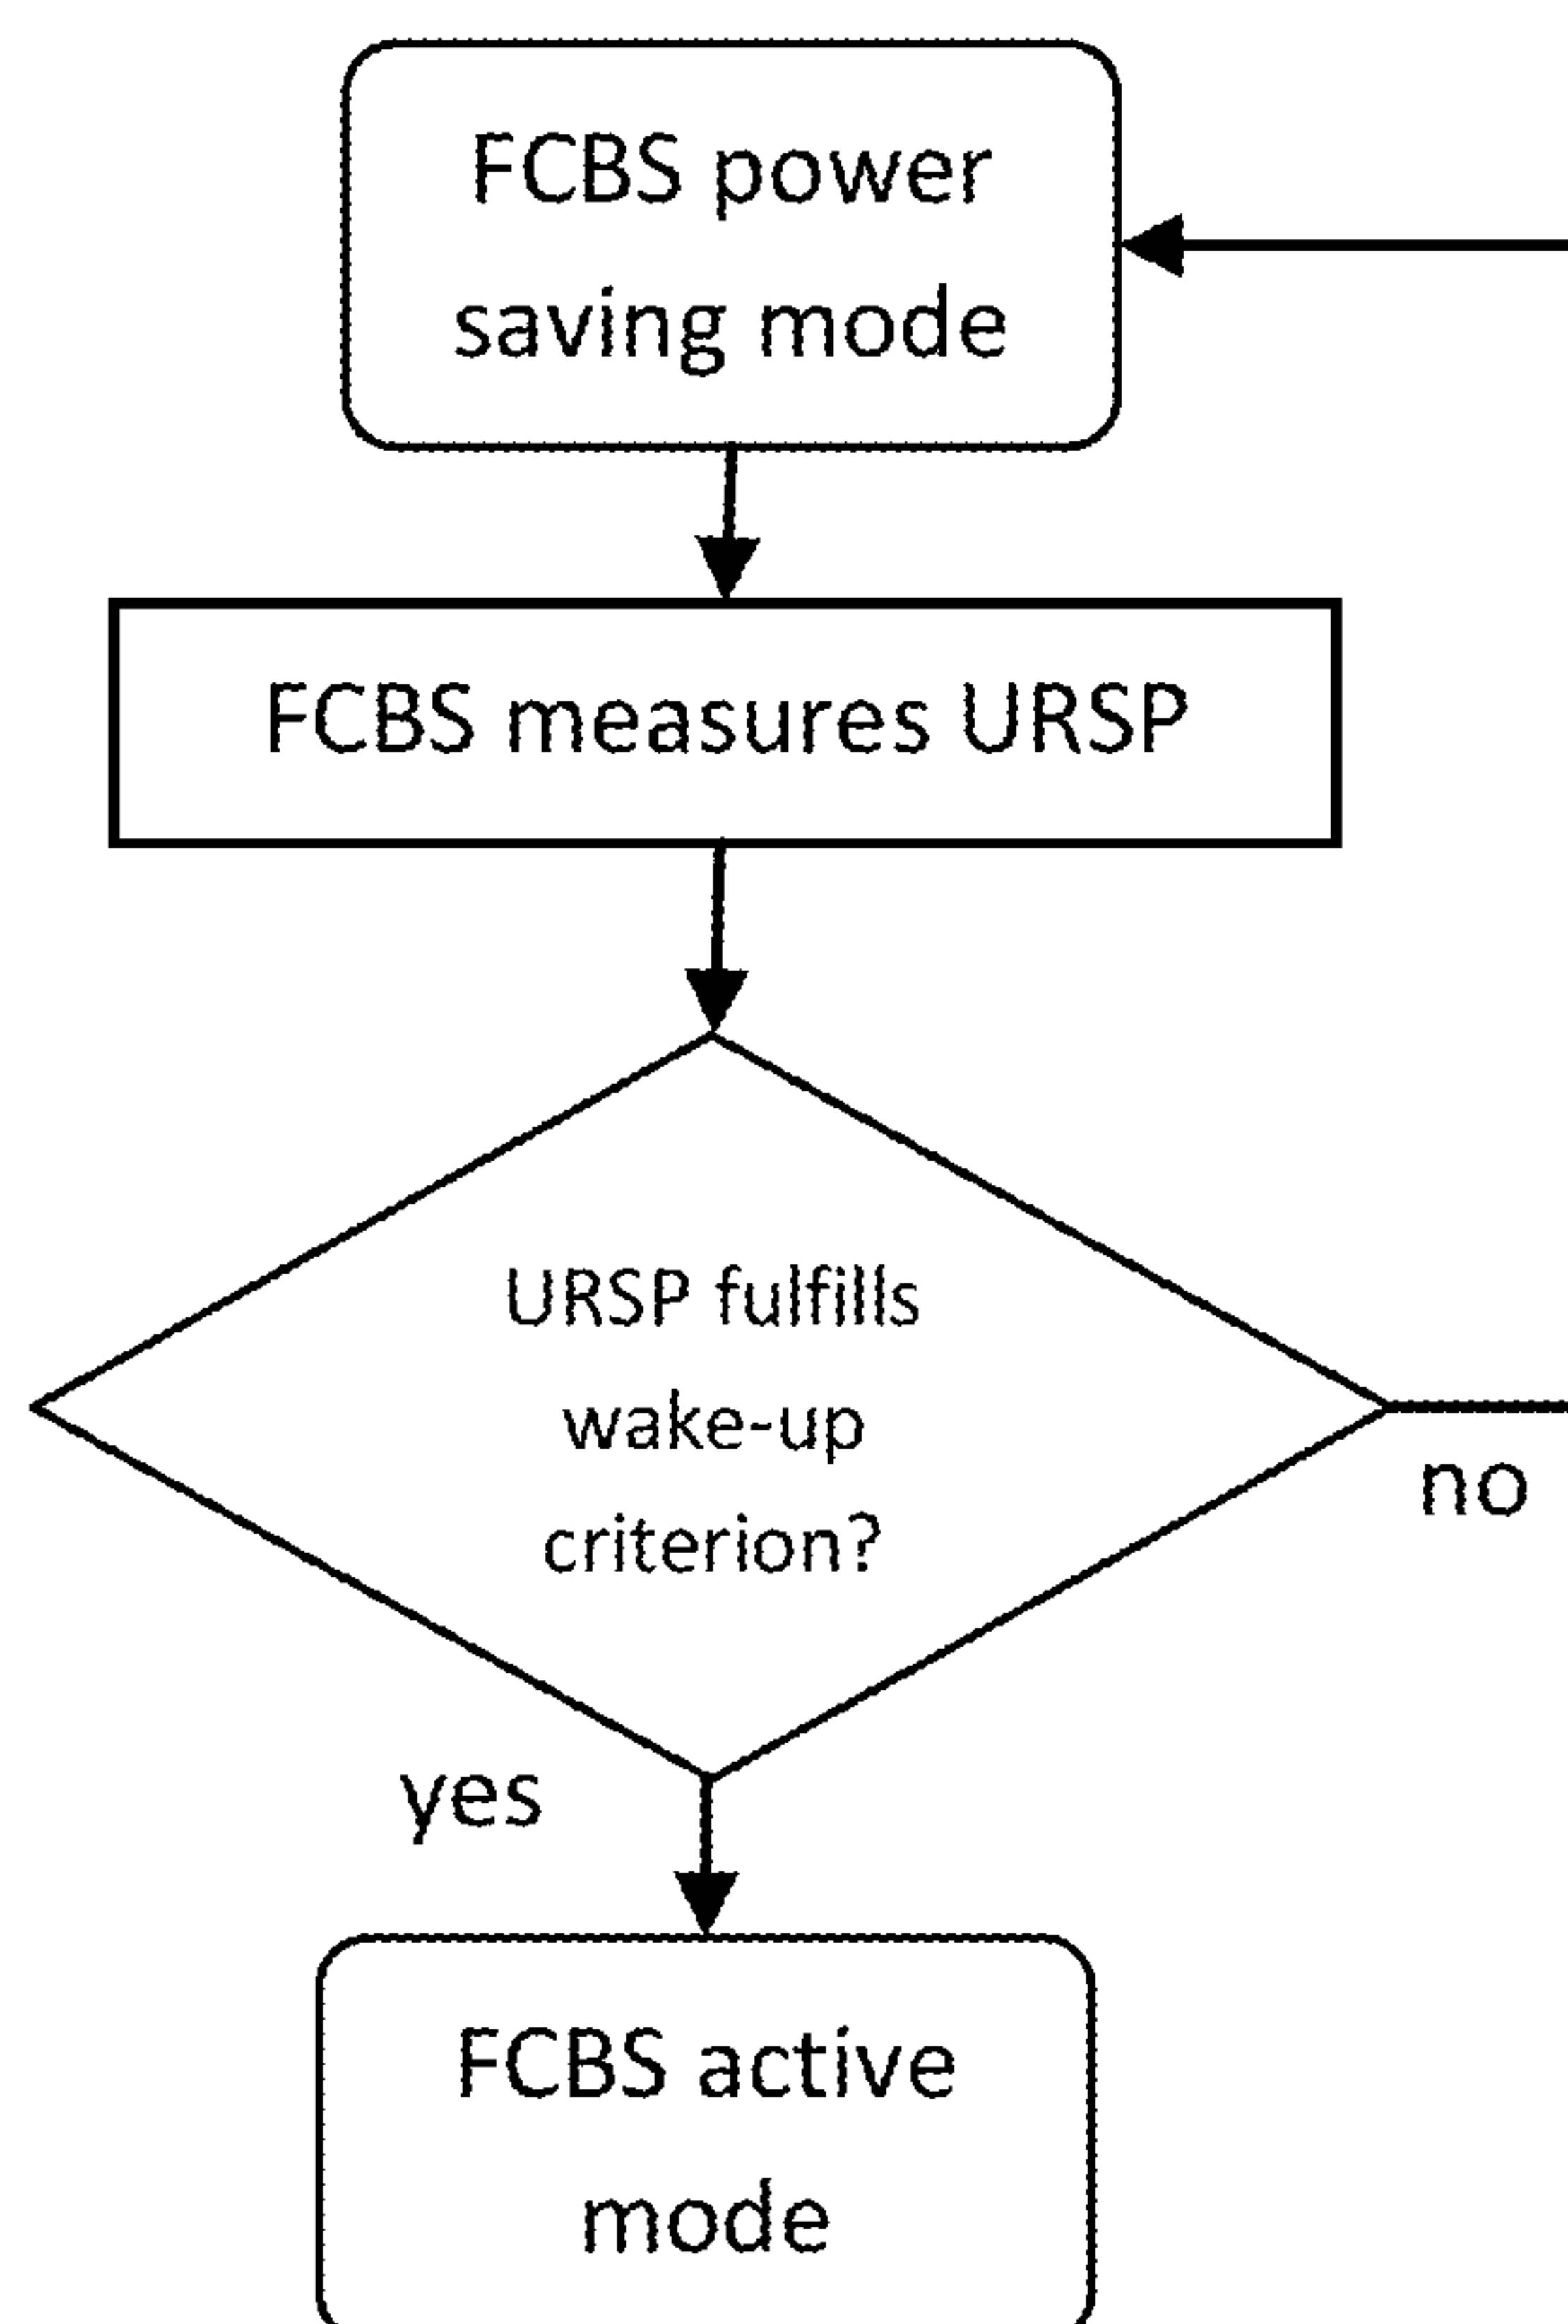 FCBS power
saving mode
FCBS measures URSP
URSP fulfills
wake-up
criterion?
no
yes
FCBS active
mode